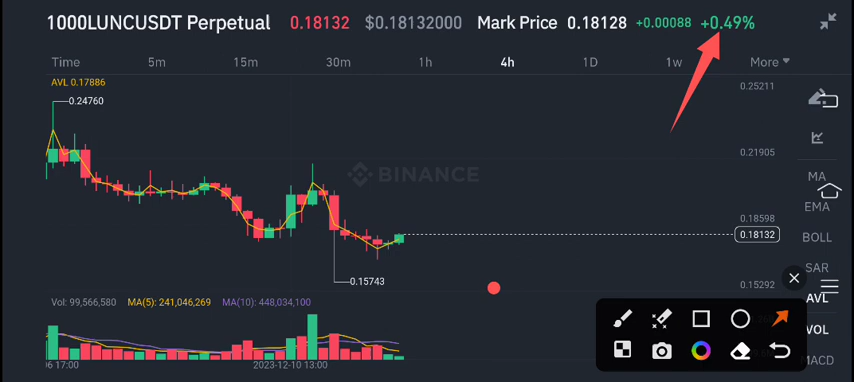 1000LUNCUSDT Perpetual 0.18132 $0.18132000 Mark Price 0.18128 +0.00088 +0.49%
Time 5m 15m 30m 1h 4h 1D 1w More
AVL 0.17886
0.25211
0.24760
0.21905
BINANCE
MA
EMA
0.18598
0.18132
BOLL
SAR
0.15743
0.15292
AVL
Vol: 99,566,580 MA(5): 241,046,269 MA(10): 448,034,100
VOL
MACD
06 17:00 2023-12-10 13:00